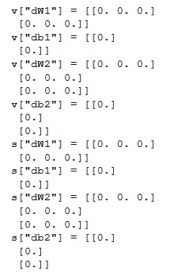 v["dW1"] = [[0. 0. 0.]
[0. 0. 0.]]
v["db1"] = [[0.]
[0.]]
v["dW2"] = [[0. 0. 0.]
[0. 0. 0.]
[0. 0. 0.]]
v["db2"] = [[0.]
[0.]
[0.]]
s["dW1"] = [[0. 0. 0.]
[0. 0. 0.]]
s["db1"] = [[0.]
[0.]]
s["dW2"] = [[0. 0. 0.]
[0. 0. 0.]
[0. 0. 0.]]
s["db2"] = [[0.]
[0.]
[0.]]